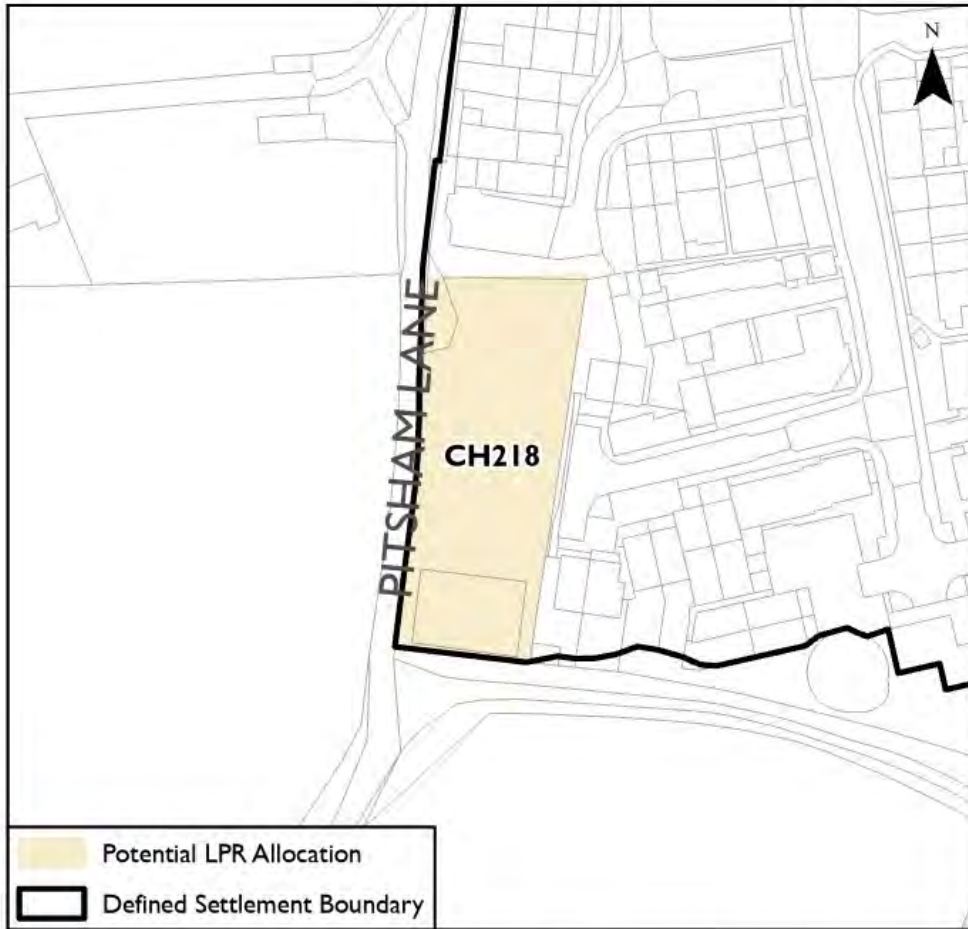 N
PITSHAM LANE
CH218
Potential LPR Allocation
Defined Settlement Boundary